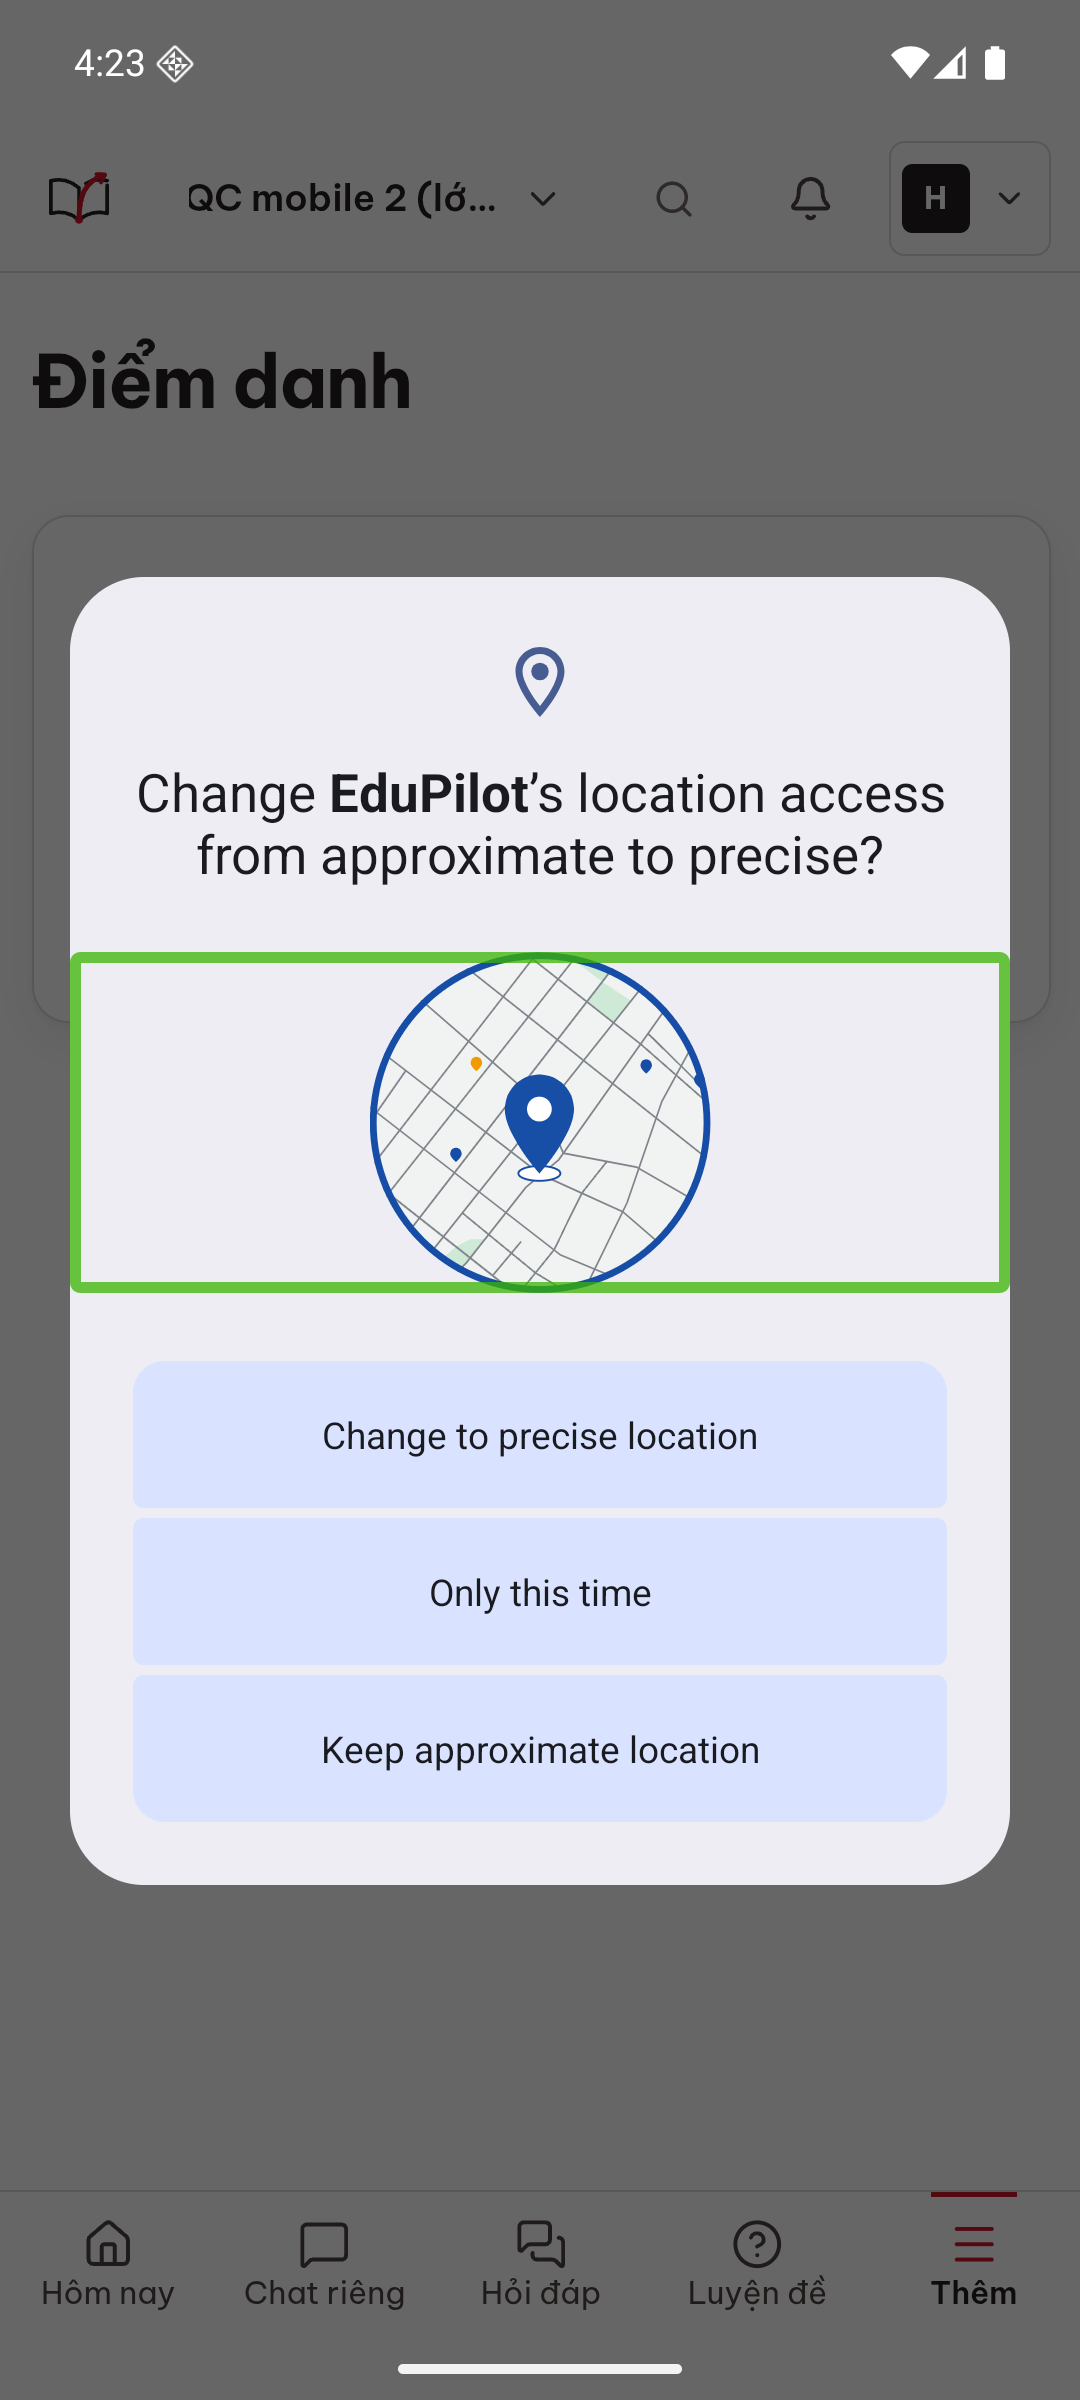 4:23
QC mobile 2 (lớ...
H
Điểm danh
Change EduPilot’s location access
from approximate to precise?
Change to precise location
Only this time
Keep approximate location
Hôm nay
Chat riêng
Hỏi đáp
Luyện đề
Thêm